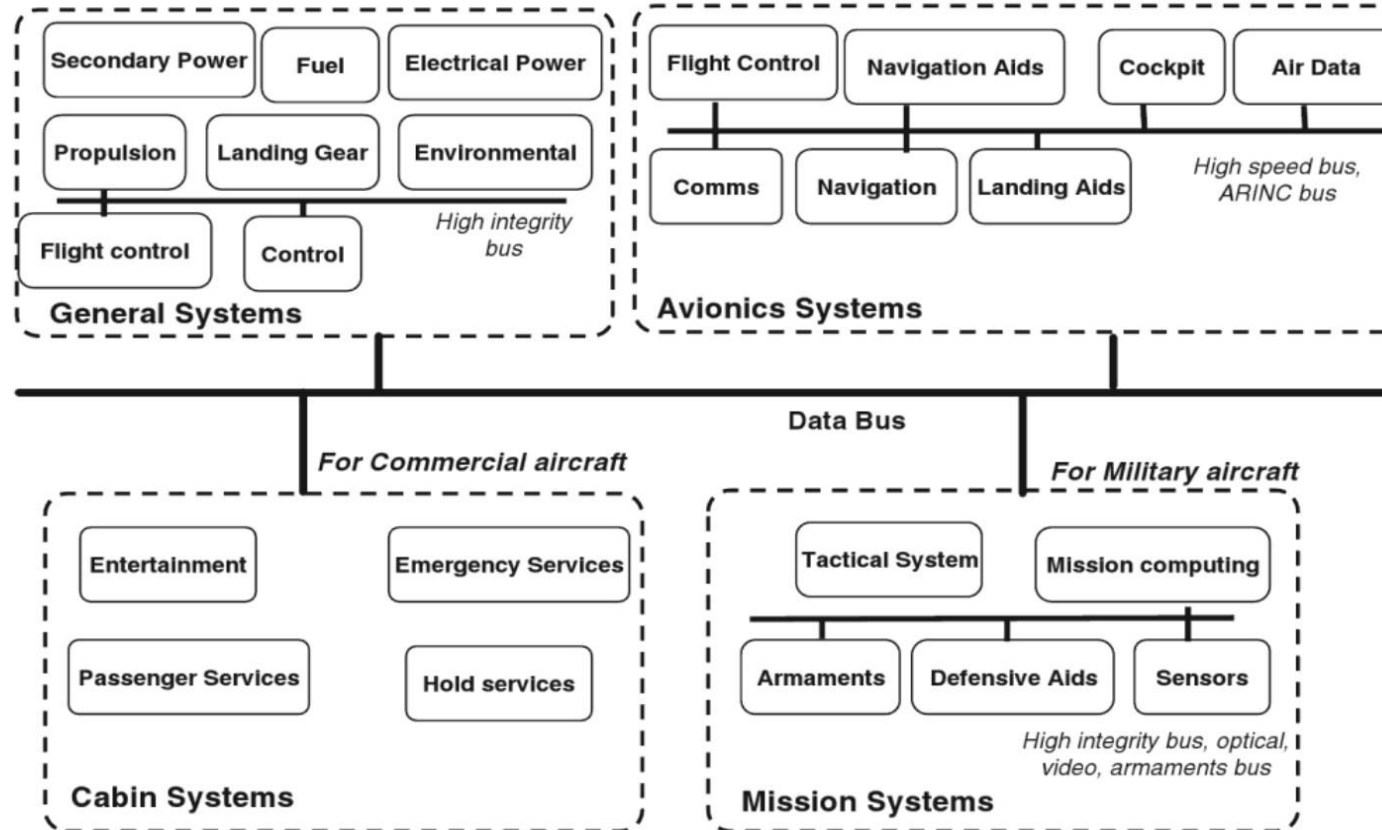 Secondary Power
Fuel
Electrical Power
Propulsion
Landing Gear
Environmental
High integrity
bus
Flight control
Control
General Systems
Flight Control
Navigation Aids
Cockpit
Air Data
Comms
Navigation
Landing Aids
High speed bus,
ARINC bus
Avionics Systems
Data Bus
For Commercial aircraft
For Military aircraft
Entertainment
Emergency Services
Passenger Services
Hold services
Cabin Systems
Tactical System
Mission computing
Armaments
Defensive Aids
Sensors
High integrity bus, optical,
video, armaments bus
Mission Systems